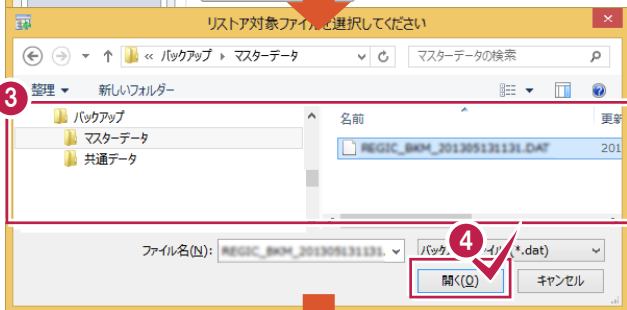 リストア対象ファイルを選択してください
« バックアップ ▸ マスターデータ
マスターデータの検索
整理 ▼ 新しいフォルダー
3
バックアップ
マスターデータ
共通データ
名前
更新
REGIC_BKM_201305131131.DAT
201
ファイル名(N): REGIC_BKM_201305131131.
(*.dat)
4
開く(O)
キャンセル